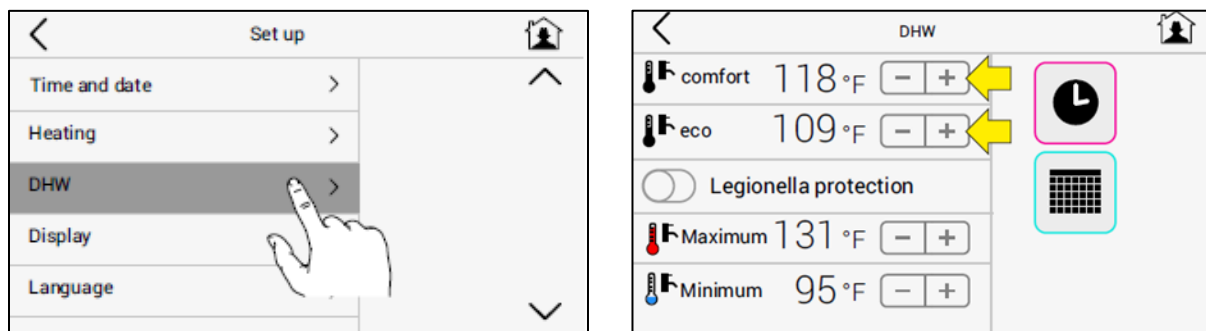 Set up
Time and date
Heating
DHW
Display
Language
DHW
comfort 118 °F - +
eco 109 °F - +
Legionella protection
Maximum 131 °F - +
Minimum 95 °F - +